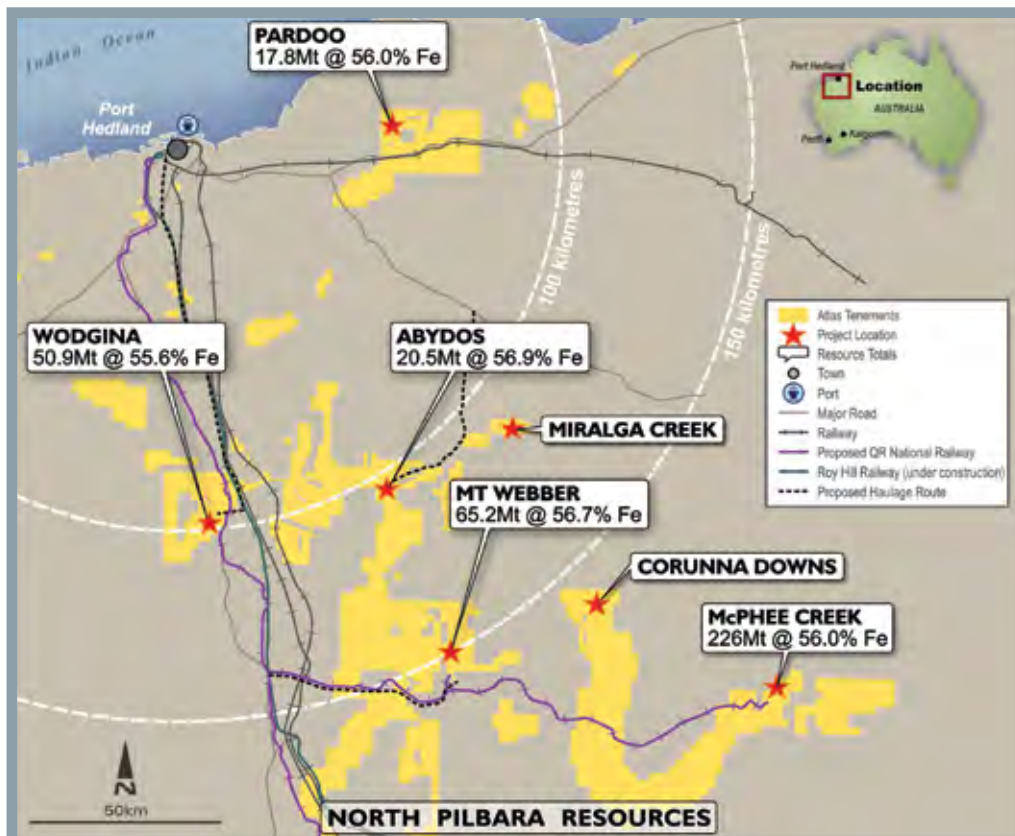 Indian Ocean
PARDOO
17.8Mt @ 56.0% Fe
Port Hedland
Location
AUSTRALIA
Perth
Port
Hedland
100 kilometres
150 kilometres
WODGINA
50.9Mt @ 55.6% Fe
ABYDOS
20.5Mt @ 56.9% Fe
Atlas Tenements
Project Location
Resource Totals
Town
Port
Major Road
Railway
Proposed QR National Railway
Roy Hill Railway (under construction)
Proposed Haulage Route
MIRALGA CREEK
MT WEBBER
65.2Mt @ 56.7% Fe
CORUNNA DOWNS
McPHEE CREEK
226Mt @ 56.0% Fe
N
50km
NORTH PILBARA RESOURCES